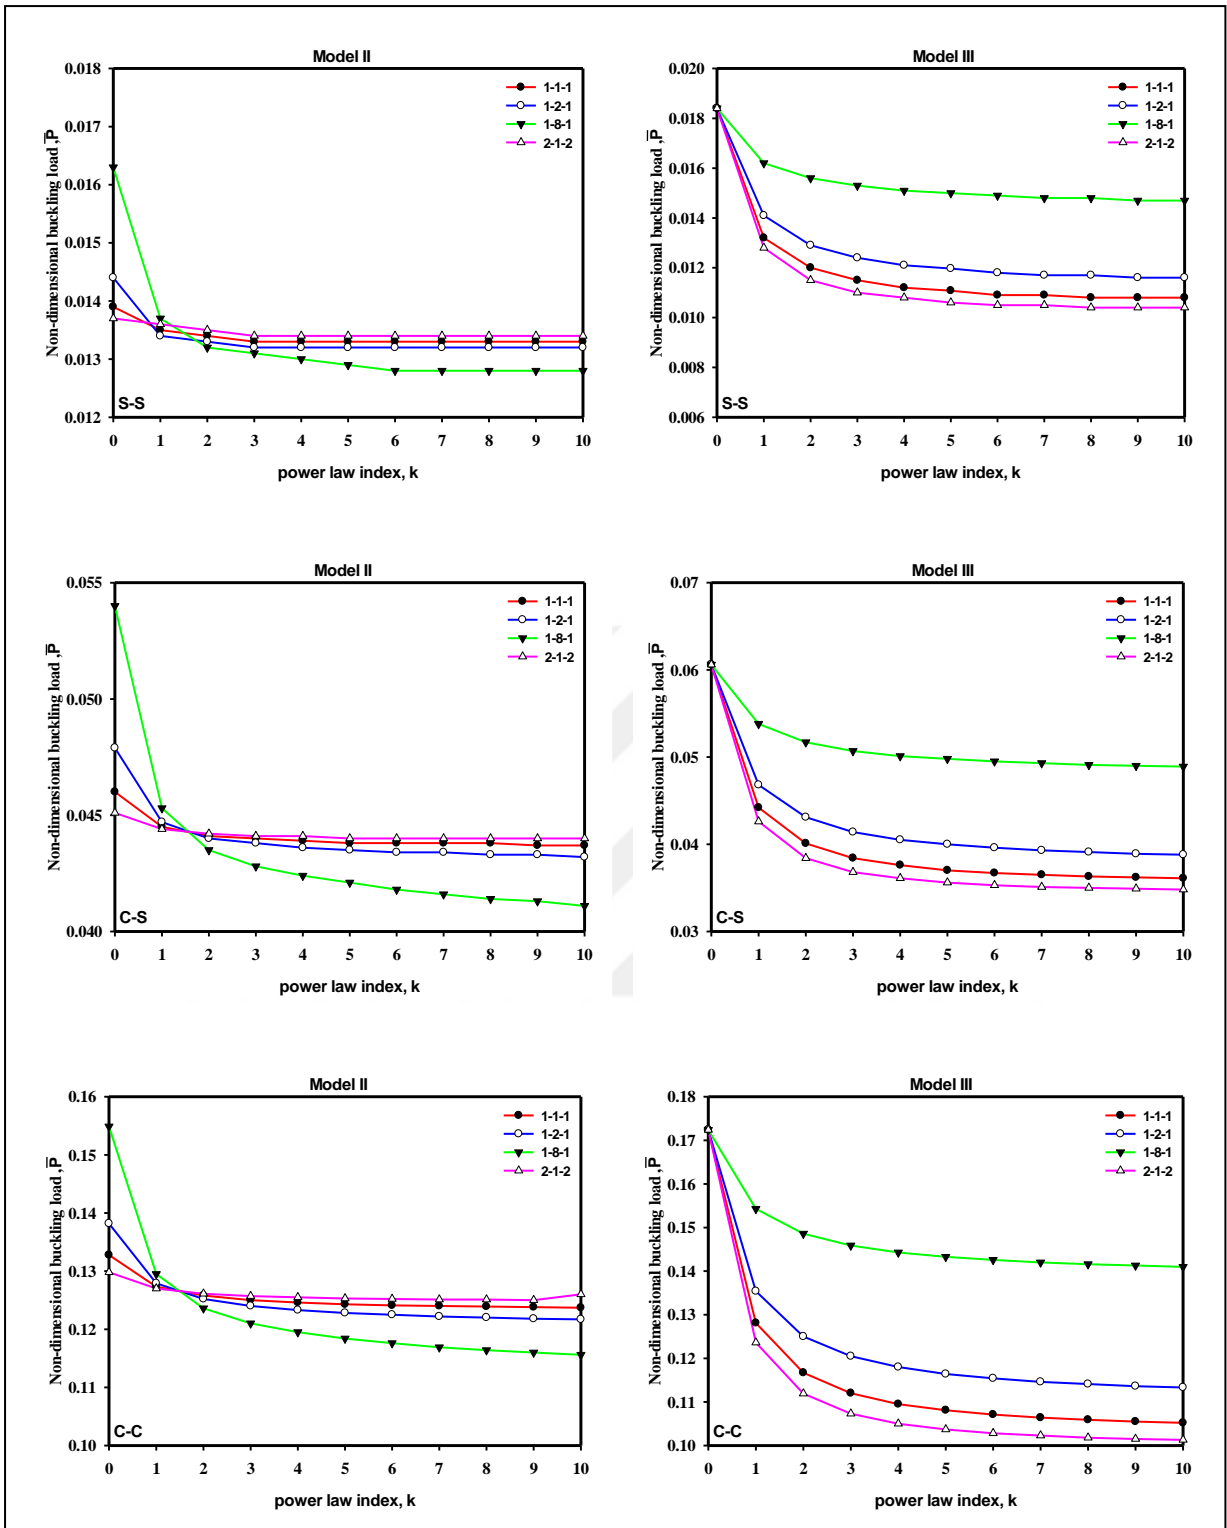 Model II
0.018
0.017
0.016
0.015
0.014
0.013
0.012
Non-dimensional buckling load ,P̅
1-1-1
1-2-1
1-8-1
2-1-2
S-S
0 1 2 3 4 5 6 7 8 9 10
power law index, k
Model III
0.020
0.018
0.016
0.014
0.012
0.010
0.008
0.006
Non-dimensional buckling load ,P̅
1-1-1
1-2-1
1-8-1
2-1-2
S-S
0 1 2 3 4 5 6 7 8 9 10
power law index, k
Model II
0.055
0.050
0.045
0.040
Non-dimensional buckling load ,P̅
1-1-1
1-2-1
1-8-1
2-1-2
C-S
0 1 2 3 4 5 6 7 8 9 10
power law index, k
Model III
0.07
0.06
0.05
0.04
0.03
Non-dimensional buckling load ,P̅
1-1-1
1-2-1
1-8-1
2-1-2
C-S
0 1 2 3 4 5 6 7 8 9 10
power law index, k
Model II
0.16
0.15
0.14
0.13
0.12
0.11
0.10
Non-dimensional buckling load ,P̅
1-1-1
1-2-1
1-8-1
2-1-2
C-C
0 1 2 3 4 5 6 7 8 9 10
power law index, k
Model III
0.18
0.17
0.16
0.15
0.14
0.13
0.12
0.11
0.10
Non-dimensional buckling load ,P̅
1-1-1
1-2-1
1-8-1
2-1-2
C-C
0 1 2 3 4 5 6 7 8 9 10
power law index, k